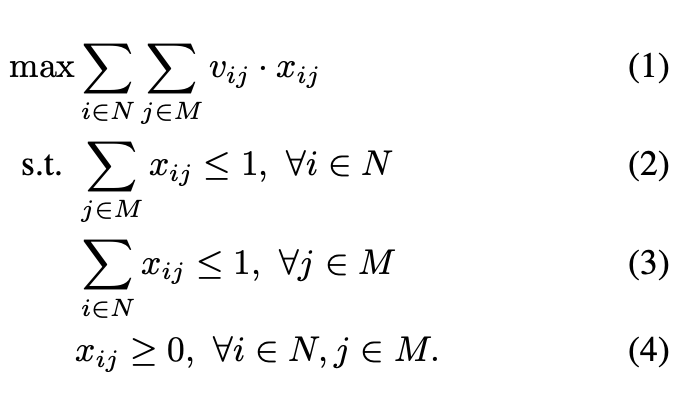 max ∑_{i∈N} ∑_{j∈M} v_{ij} · x_{ij} (1)
s.t. ∑_{j∈M} x_{ij} ≤ 1, ∀i ∈ N (2)
∑_{i∈N} x_{ij} ≤ 1, ∀j ∈ M (3)
x_{ij} ≥ 0, ∀i ∈ N, j ∈ M. (4)